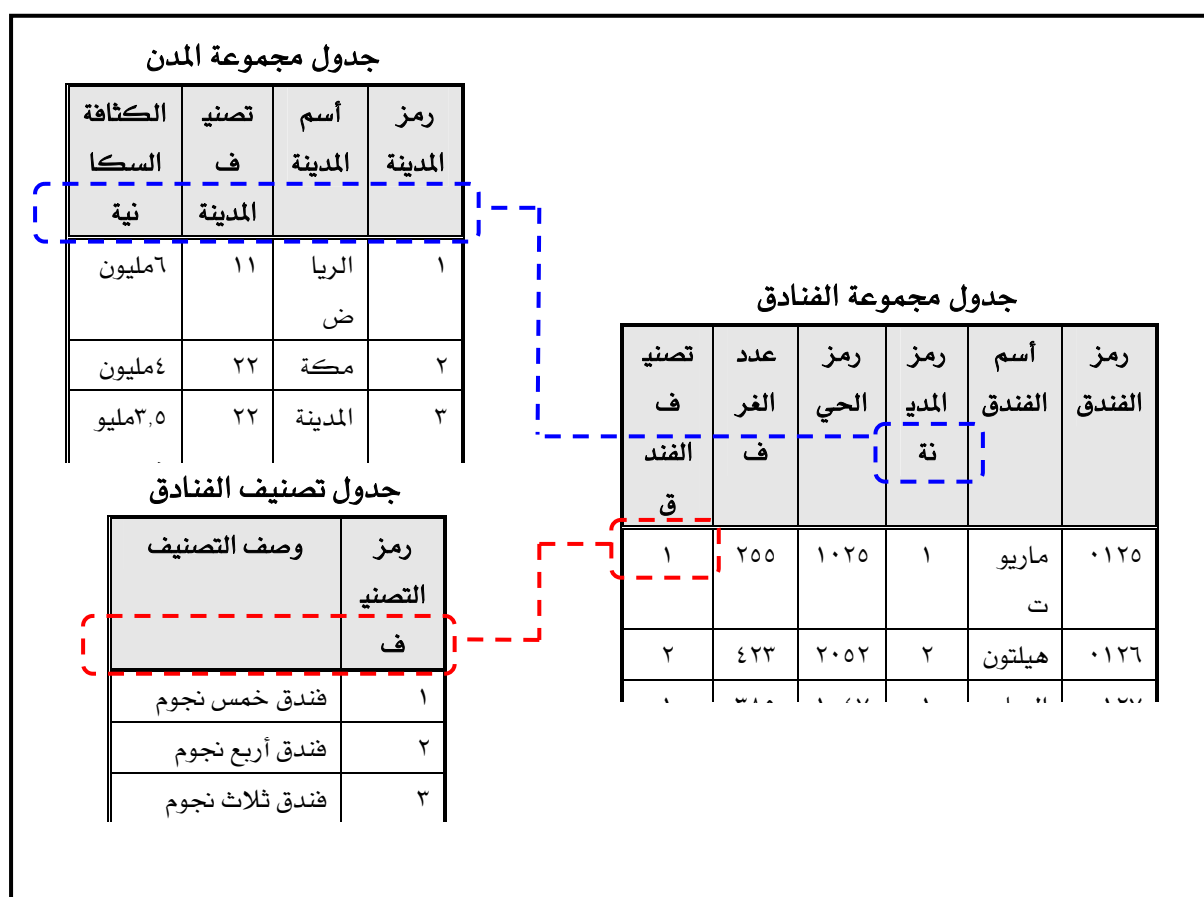 جدول مجموعة المدن
رمز المدينة أسم المدينة تصنيف المدينة الكثافة السكانية
١ الرياض ١١ ٦مليون
٢ مكة ٢٢ ٤مليون
٣ المدينة ٢٢ ٣,٥مليو
جدول مجموعة الفنادق
رمز الفندق أسم الفندق رمز المدينة رمز الحي عدد الغرف تصنيف الفندق
٠١٢٥ ماريوت ١ ١٠٢٥ ٢٥٥ ١
٠١٢٦ هيلتون ٢ ٢٠٥٢ ٤٢٣ ٢
جدول تصنيف الفنادق
رمز التصنيف وصف التصنيف
١ فندق خمس نجوم
٢ فندق أربع نجوم
٣ فندق ثلاث نجوم